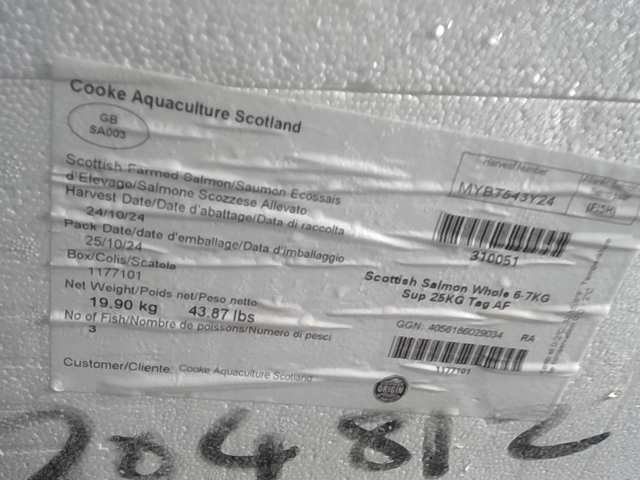 Cooke Aquaculture Scotland
GB
SA003
Scottish Farmed Salmon/Saumon Ecossais
d'Elevage/Salmone Scozzese Allevato
Harvest Date/Date d'abattage/Data di raccolta
24/10/24
Pack Date/date d'emballage/Data d'imballaggio
25/10/24
Box/Colis/Scatola
1177101
Net Weight/Poids net/Peso netto
19.90 kg 43.87 lbs
No of Fish/Nombre de poissons/Numero di pesci
3
Customer/Cliente: Cooke Aquaculture Scotland
Harvest Number
MYB7643Y24
(FISH)
310051
Scottish Salmon Whole 6-7KG
Sup 25KG Tag AF
GGN: 4056186029034 RA
1177101
ORIGIN
20481